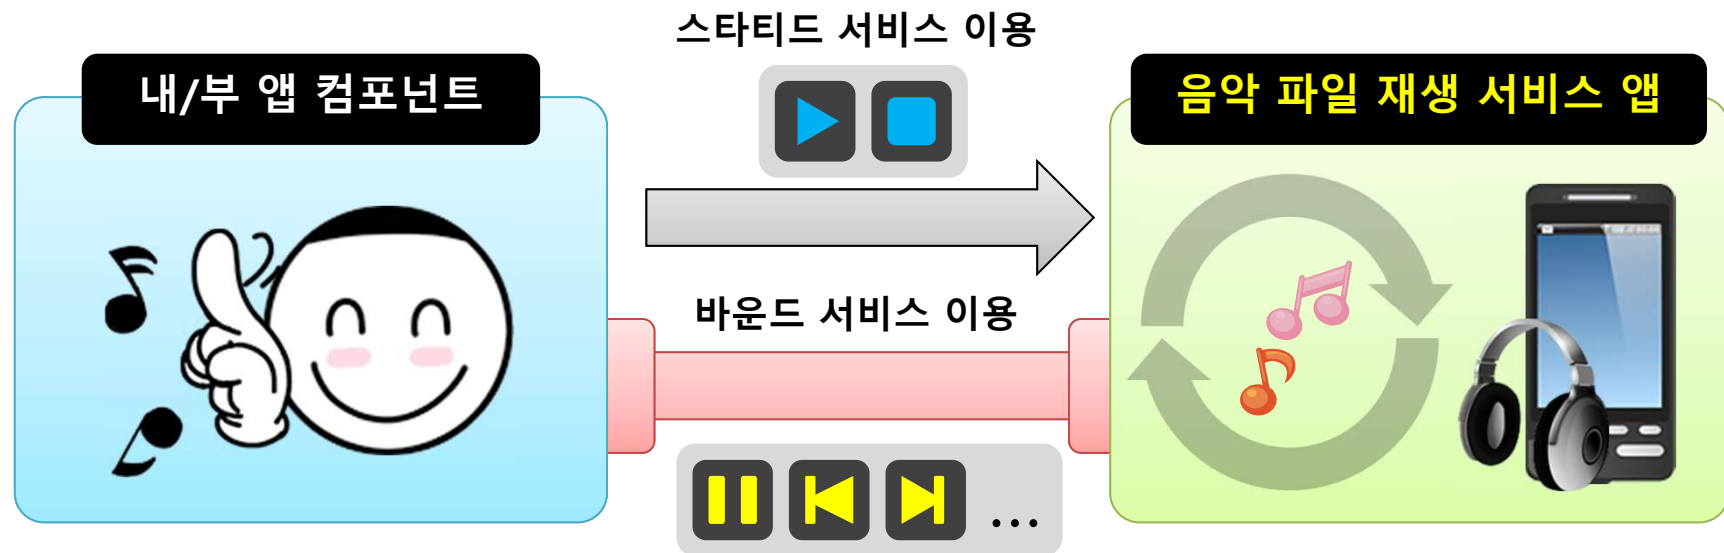 스타티드 서비스 이용
내/부 앱 컴포넌트
음악 파일 재생 서비스 앱
바운드 서비스 이용
...